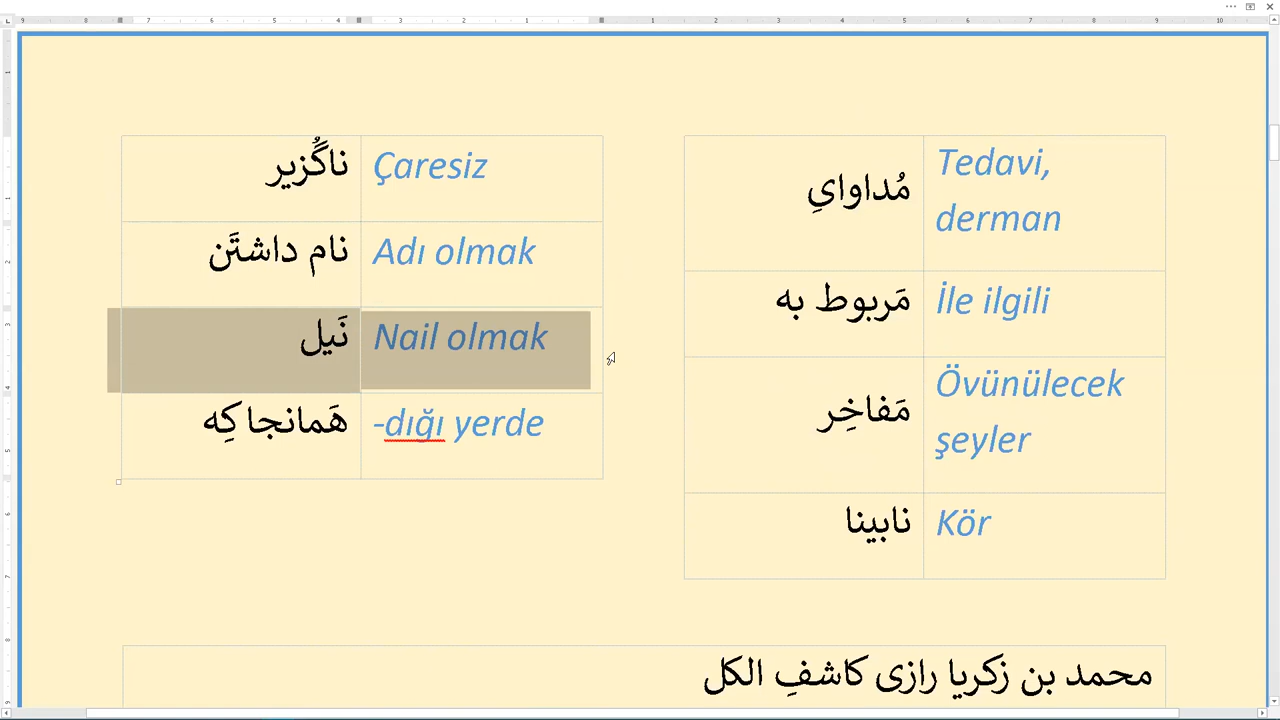 ناگُزیر Çaresiz
نام داشتَن Adı olmak
نَیل Nail olmak
هَمانجا کِه -dığı yerde
مُداوایِ Tedavi,
derman
مَربوط به İle ilgili
مَفاخِر Övünülecek
şeyler
نابینا Kör
محمد بن زکریا رازی کاشفِ الکل